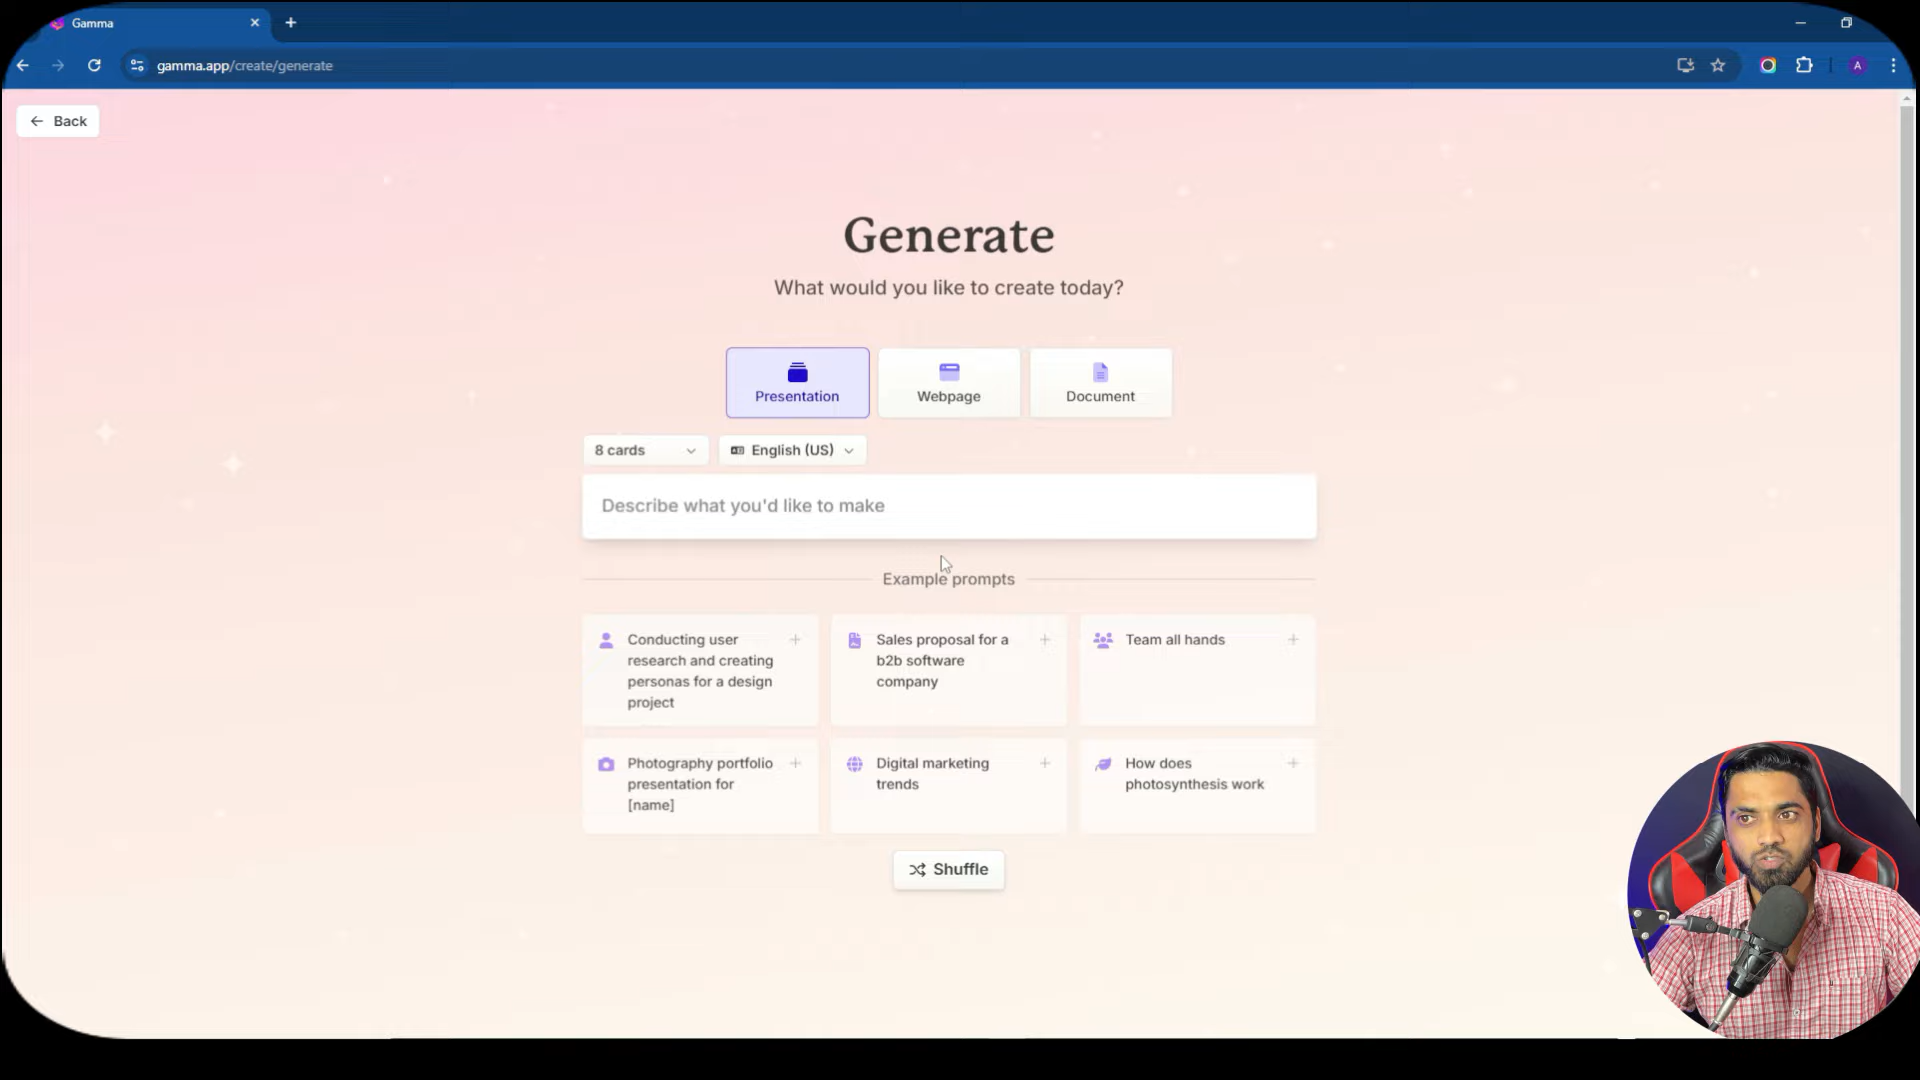 Gamma
gamma.app/create/generate
A
Back
Generate
What would you like to create today?
Presentation
Webpage
Document
8 cards
English (US)
Describe what you'd like to make
Example prompts
Conducting user
research and creating
personas for a design
project
Sales proposal for a
b2b software
company
Team all hands
Photography portfolio
presentation for
[name]
Digital marketing
trends
How does
photosynthesis work
Shuffle